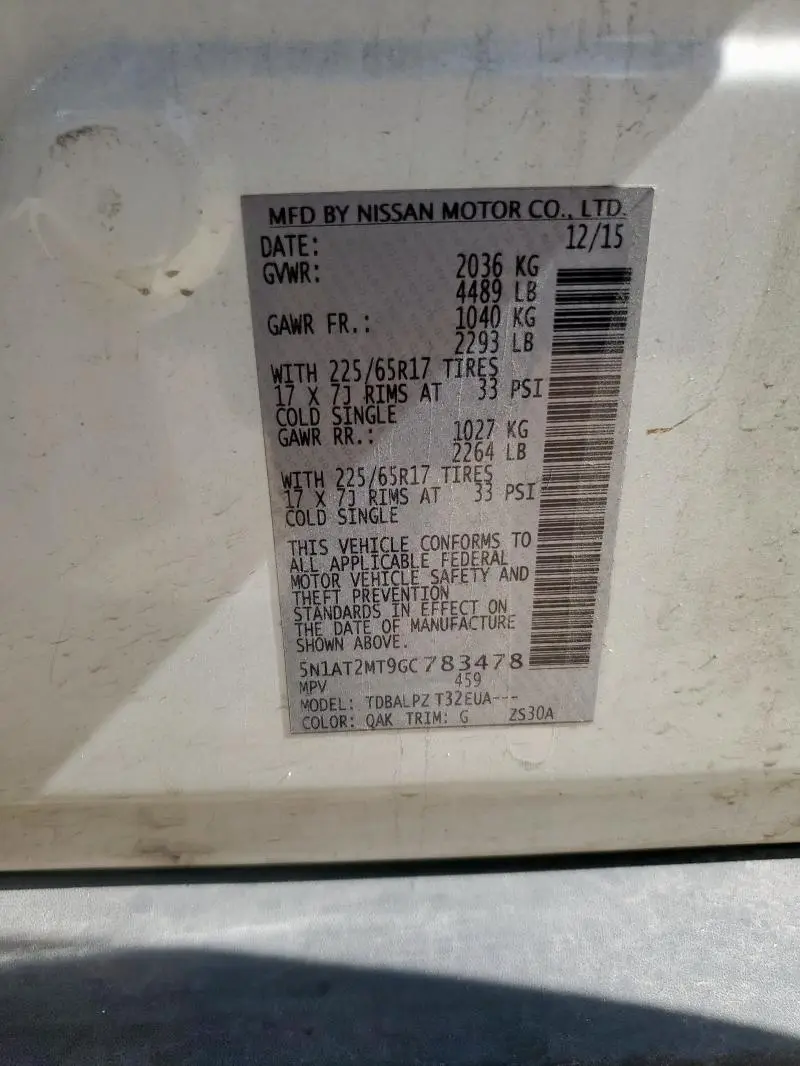 MFD BY NISSAN MOTOR CO., LTD.
DATE: 12/15
GVWR: 2036 KG
4489 LB
GAWR FR.: 1040 KG
2293 LB
WITH 225/65R17 TIRES
17 X 7J RIMS AT 33 PSI
COLD SINGLE
GAWR RR.: 1027 KG
2264 LB
WITH 225/65R17 TIRES
17 X 7J RIMS AT 33 PSI
COLD SINGLE
THIS VEHICLE CONFORMS TO
ALL APPLICABLE FEDERAL
MOTOR VEHICLE SAFETY AND
THEFT PREVENTION
STANDARDS IN EFFECT ON
THE DATE OF MANUFACTURE
SHOWN ABOVE.
5N1AT2MT9GC783478
MPV 459
MODEL: TDBALPZ T32EUA---
COLOR: QAK TRIM: G ZS30A